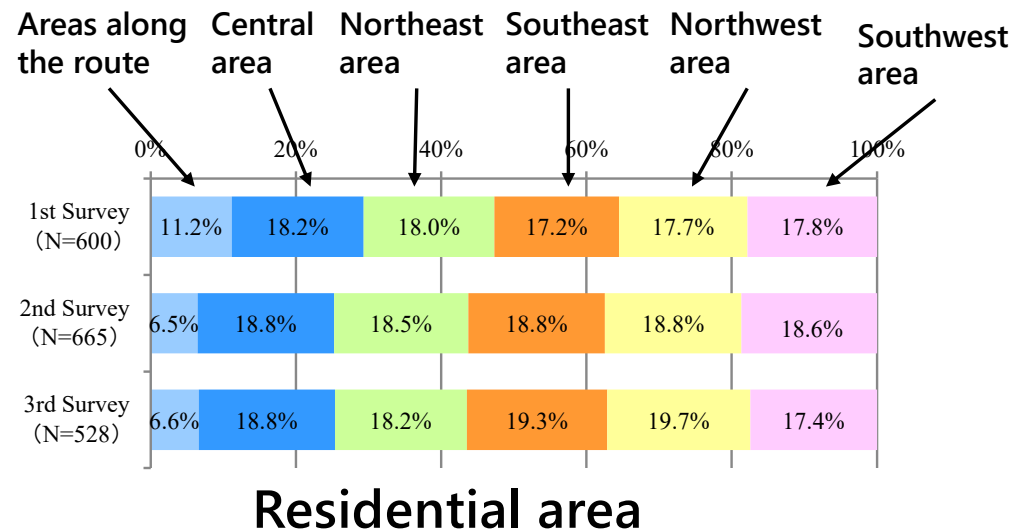 Areas along
the route
Central
area
Northeast
area
Southeast
area
Northwest
area
Southwest
area
0%
20%
40%
60%
80%
100%
1st Survey
（N=600）
11.2%
18.2%
18.0%
17.2%
17.7%
17.8%
2nd Survey
（N=665）
6.5%
18.8%
18.5%
18.8%
18.8%
18.6%
3rd Survey
（N=528）
6.6%
18.8%
18.2%
19.3%
19.7%
17.4%
Residential area